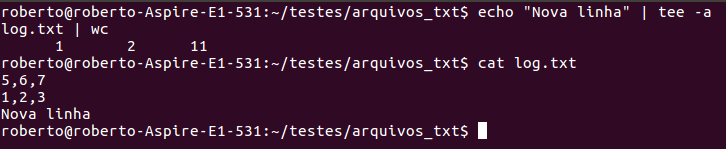 roberto@roberto-Aspire-E1-531:~/testes/arquivos_txt$ echo "Nova linha" | tee -a
log.txt | wc
      1       2      11
roberto@roberto-Aspire-E1-531:~/testes/arquivos_txt$ cat log.txt
5,6,7
1,2,3
Nova linha
roberto@roberto-Aspire-E1-531:~/testes/arquivos_txt$